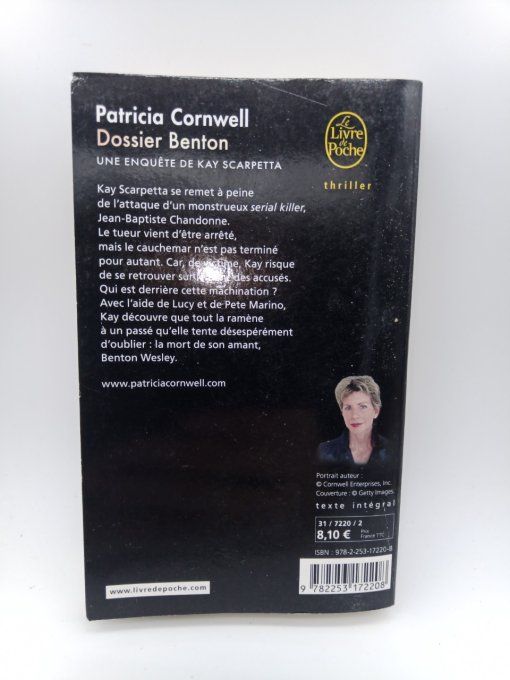 Patricia Cornwell
Dossier Benton
UNE ENQUÊTE DE KAY SCARPETTA
Le
Livre
de
Poche
thriller
Kay Scarpetta se remet à peine
de l'attaque d'un monstrueux serial killer,
Jean-Baptiste Chandonne.
Le tueur vient d'être arrêté,
mais le cauchemar n'est pas terminé
pour autant. Car, de victime, Kay risque
de se retrouver sur des accusés.
Qui est derrière cette machination ?
Avec l'aide de Lucy et de Pete Marino,
Kay découvre que tout la ramène
à un passé qu'elle tente désespérément
d'oublier : la mort de son amant,
Benton Wesley.
www.patriciacornwell.com
Portrait auteur :
© Cornwell Enterprises, Inc.
Couverture : © Getty Images.
texte intégral
31 / 7220 / 2
8,10 € Prix
France TTC
ISBN : 978-2-253-17220-8
www.livredepoche.com
9 782253 172208